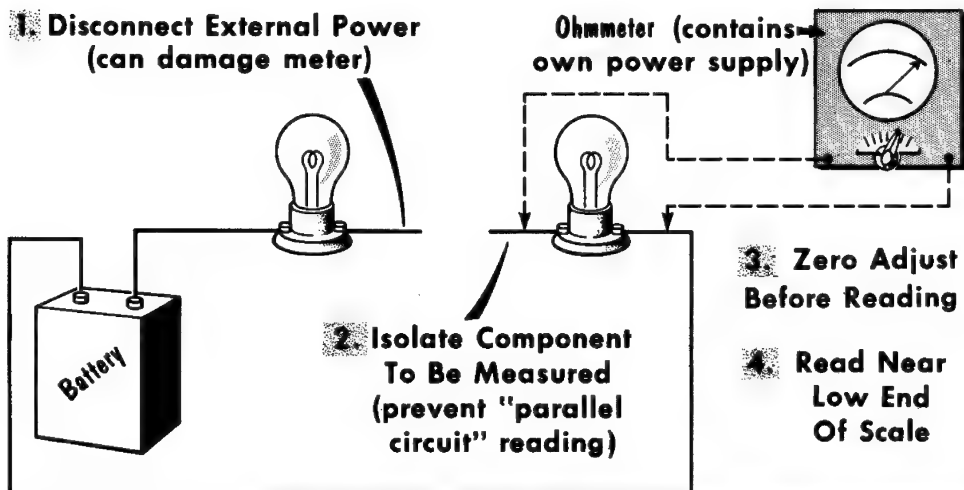 1. Disconnect External Power
(can damage meter)
Ohmmeter (contains
own power supply)
Battery
2. Isolate Component
To Be Measured
(prevent "parallel
circuit" reading)
3. Zero Adjust
Before Reading
4. Read Near
Low End
Of Scale